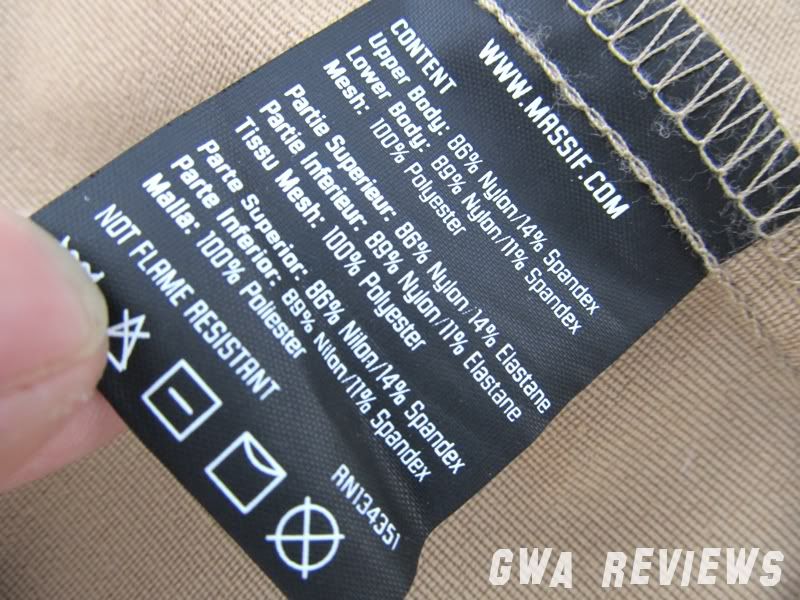 WWW.MASSIF.COM
CONTENT
Upper Body: 86% Nylon/14% Spandex
Lower Body: 89% Nylon/11% Spandex
Mesh: 100% Polyester
Partie Superieur: 86% Nylon/14% Elastane
Partie Inferieur: 89% Nylon/11% Elastane
Tissu Mesh: 100% Polyester
Parte Superior: 86% Nilon/14% Spandex
Parte Inferior: 89% Nilon/11% Spandex
Malla: 100% Poliester
NOT FLAME RESISTANT
RN134351
GWA REVIEWS